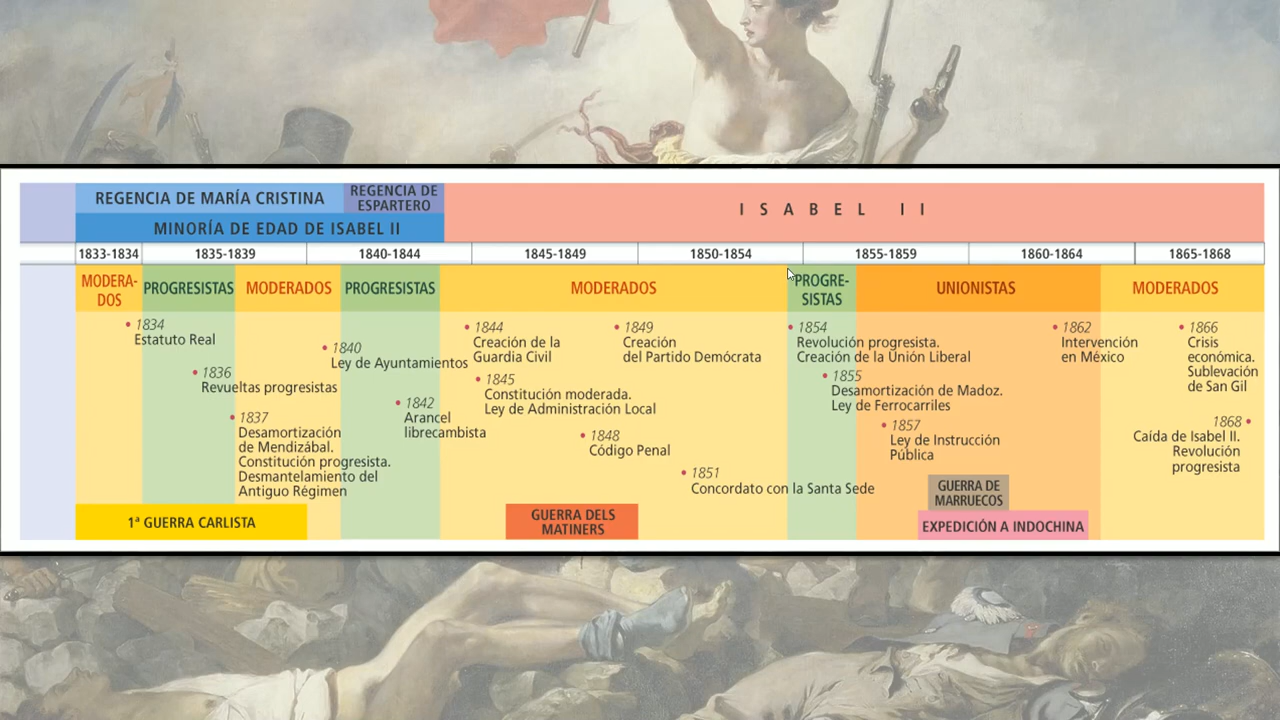 REGENCIA DE MARÍA CRISTINA
REGENCIA DE
ESPARTERO
MINORÍA DE EDAD DE ISABEL II
ISABEL II
1833-1834
1835-1839
1840-1844
1845-1849
1850-1854
1855-1859
1860-1864
1865-1868
MODERA-
DOS
PROGRESISTAS
MODERADOS
PROGRESISTAS
MODERADOS
PROGRE-
SISTAS
UNIONISTAS
MODERADOS
• 1834
Estatuto Real
• 1836
Revueltas progresistas
• 1837
Desamortización
de Mendizábal.
Constitución progresista.
Desmantelamiento del
Antiguo Régimen
• 1840
Ley de Ayuntamientos
• 1842
Arancel
librecambista
• 1844
Creación de la
Guardia Civil
• 1845
Constitución moderada.
Ley de Administración Local
• 1848
Código Penal
• 1849
Creación
del Partido Demócrata
• 1851
Concordato con la Santa Sede
• 1854
Revolución progresista.
Creación de la Unión Liberal
• 1855
Desamortización de Madoz.
Ley de Ferrocarriles
• 1857
Ley de Instrucción
Pública
• 1862
Intervención
en México
• 1866
Crisis
económica.
Sublevación
de San Gil
1868 •
Caída de Isabel II.
Revolución
progresista
1ª GUERRA CARLISTA
GUERRA DELS
MATINERS
GUERRA DE
MARRUECOS
EXPEDICIÓN A INDOCHINA